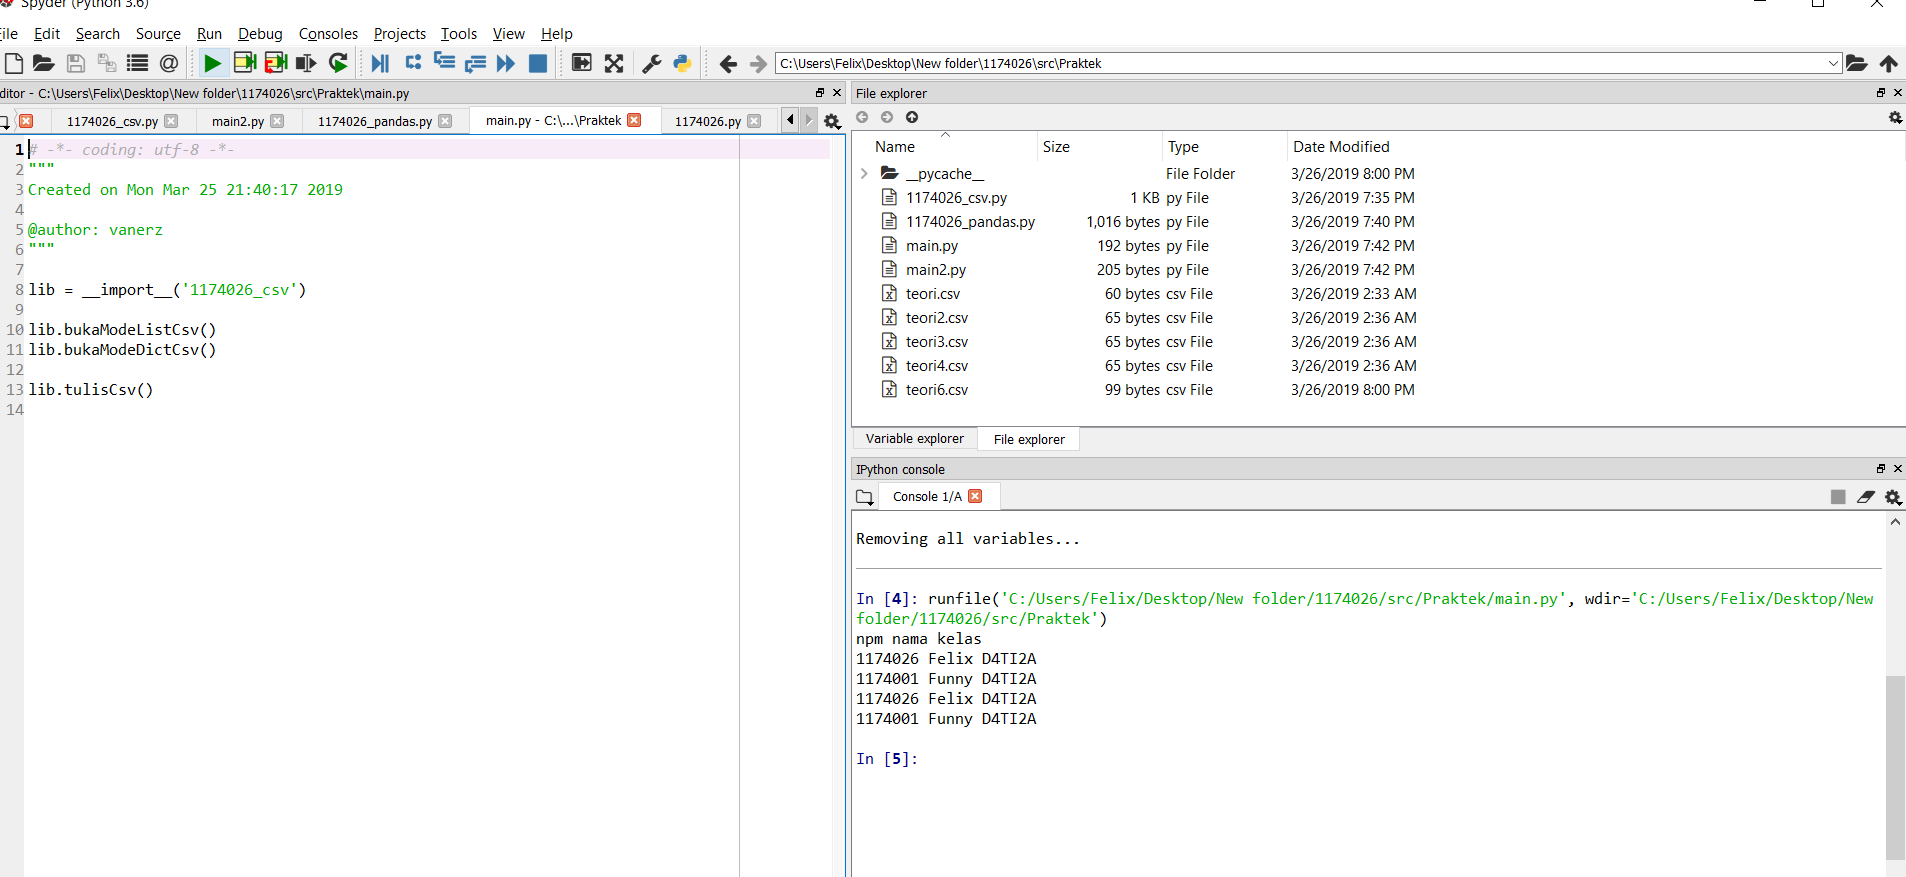 Spyder (Python 3.6)
ile Edit Search Source Run Debug Consoles Projects Tools View Help
C:\Users\Felix\Desktop\New folder\1174026\src\Praktek
ditor - C:\Users\Felix\Desktop\New folder\1174026\src\Praktek\main.py
1174026_csv.py main2.py 1174026_pandas.py main.py - C:\...\Praktek 1174026.py
1 # -*- coding: utf-8 -*-
2 """
3 Created on Mon Mar 25 21:40:17 2019
4
5 @author: vanerz
6 """
7
8 lib = __import__('1174026_csv')
9
10 lib.bukaModeListCsv()
11 lib.bukaModeDictCsv()
12
13 lib.tulisCsv()
14
File explorer
Name Size Type Date Modified
__pycache__ File Folder 3/26/2019 8:00 PM
1174026_csv.py 1 KB py File 3/26/2019 7:35 PM
1174026_pandas.py 1,016 bytes py File 3/26/2019 7:40 PM
main.py 192 bytes py File 3/26/2019 7:42 PM
main2.py 205 bytes py File 3/26/2019 7:42 PM
teori.csv 60 bytes csv File 3/26/2019 2:33 AM
teori2.csv 65 bytes csv File 3/26/2019 2:36 AM
teori3.csv 65 bytes csv File 3/26/2019 2:36 AM
teori4.csv 65 bytes csv File 3/26/2019 2:36 AM
teori6.csv 99 bytes csv File 3/26/2019 8:00 PM
Variable explorer File explorer
IPython console
Console 1/A
Removing all variables...
In [4]: runfile('C:/Users/Felix/Desktop/New folder/1174026/src/Praktek/main.py', wdir='C:/Users/Felix/Desktop/New
folder/1174026/src/Praktek')
npm nama kelas
1174026 Felix D4TI2A
1174001 Funny D4TI2A
1174026 Felix D4TI2A
1174001 Funny D4TI2A
In [5]: